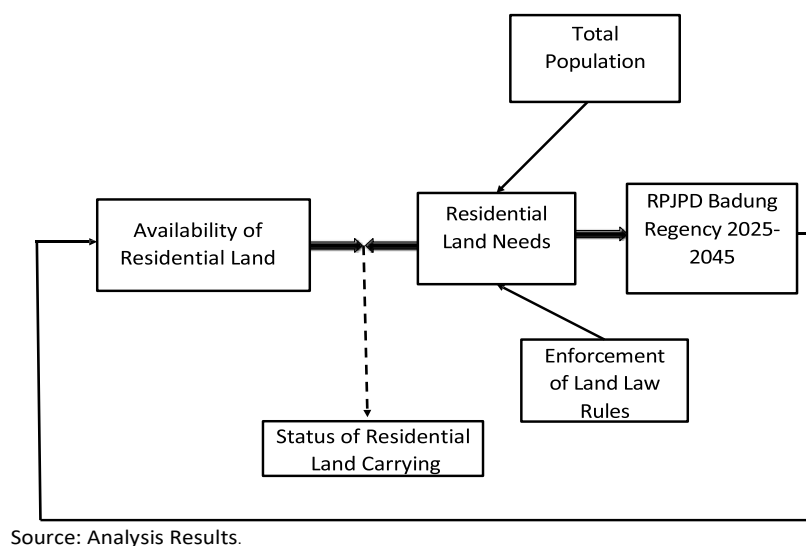 Total
Population
Availability of
Residential Land
Residential
Land Needs
RPJPD Badung
Regency 2025-
2045
Enforcement
of Land Law
Rules
Status of Residential
Land Carrying
Source: Analysis Results.